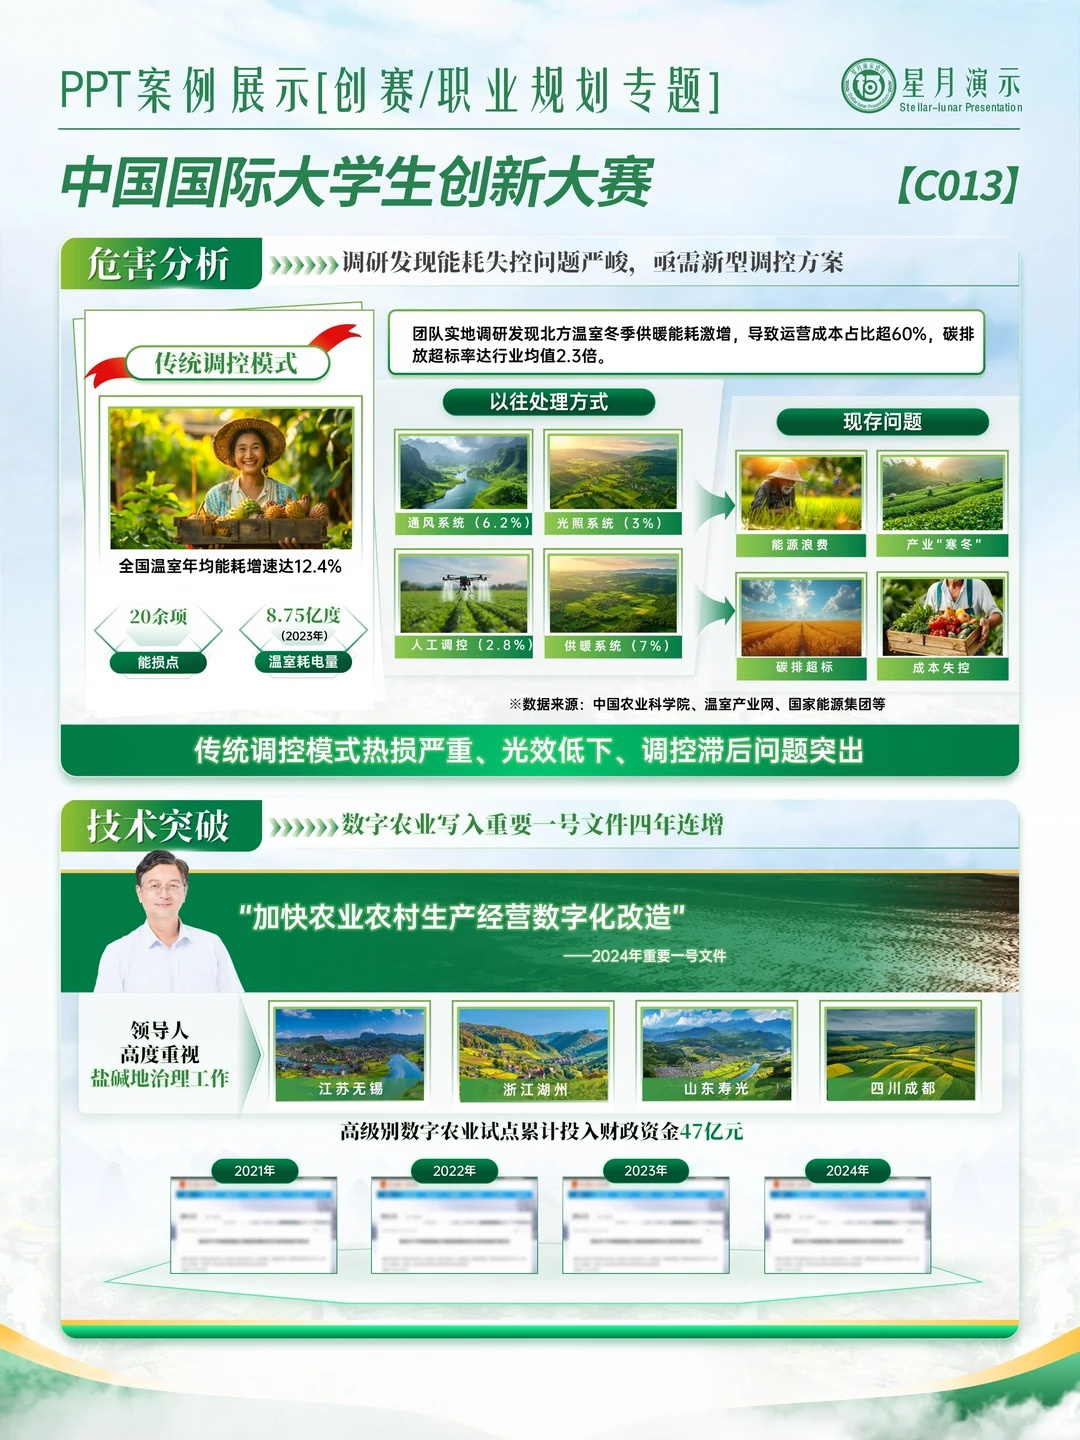 PPT案例展示[创赛/职业规划专题]
星月演示
Stellar-lunar Presentation
中国国际大学生创新大赛
【C013】
危害分析
调研发现能耗失控问题严峻，亟需新型调控方案
传统调控模式
全国温室年均能耗增速达12.4%
20余项
能损点
8.75亿度
(2023年)
温室耗电量
团队实地调研发现北方温室冬季供暖能耗激增，导致运营成本占比超60%，碳排
放超标率达行业均值2.3倍。
以往处理方式
通风系统（6.2%）
光照系统（3%）
人工调控（2.8%）
供暖系统（7%）
现存问题
能源浪费
产业“寒冬”
碳排超标
成本失控
※数据来源：中国农业科学院、温室产业网、国家能源集团等
传统调控模式热损严重、光效低下、调控滞后问题突出
技术突破
数字农业写入重要一号文件四年连增
“加快农业农村生产经营数字化改造”
——2024年重要一号文件
领导人
高度重视
盐碱地治理工作
江苏无锡
浙江湖州
山东寿光
四川成都
高级别数字农业试点累计投入财政资金47亿元
2021年
2022年
2023年
2024年